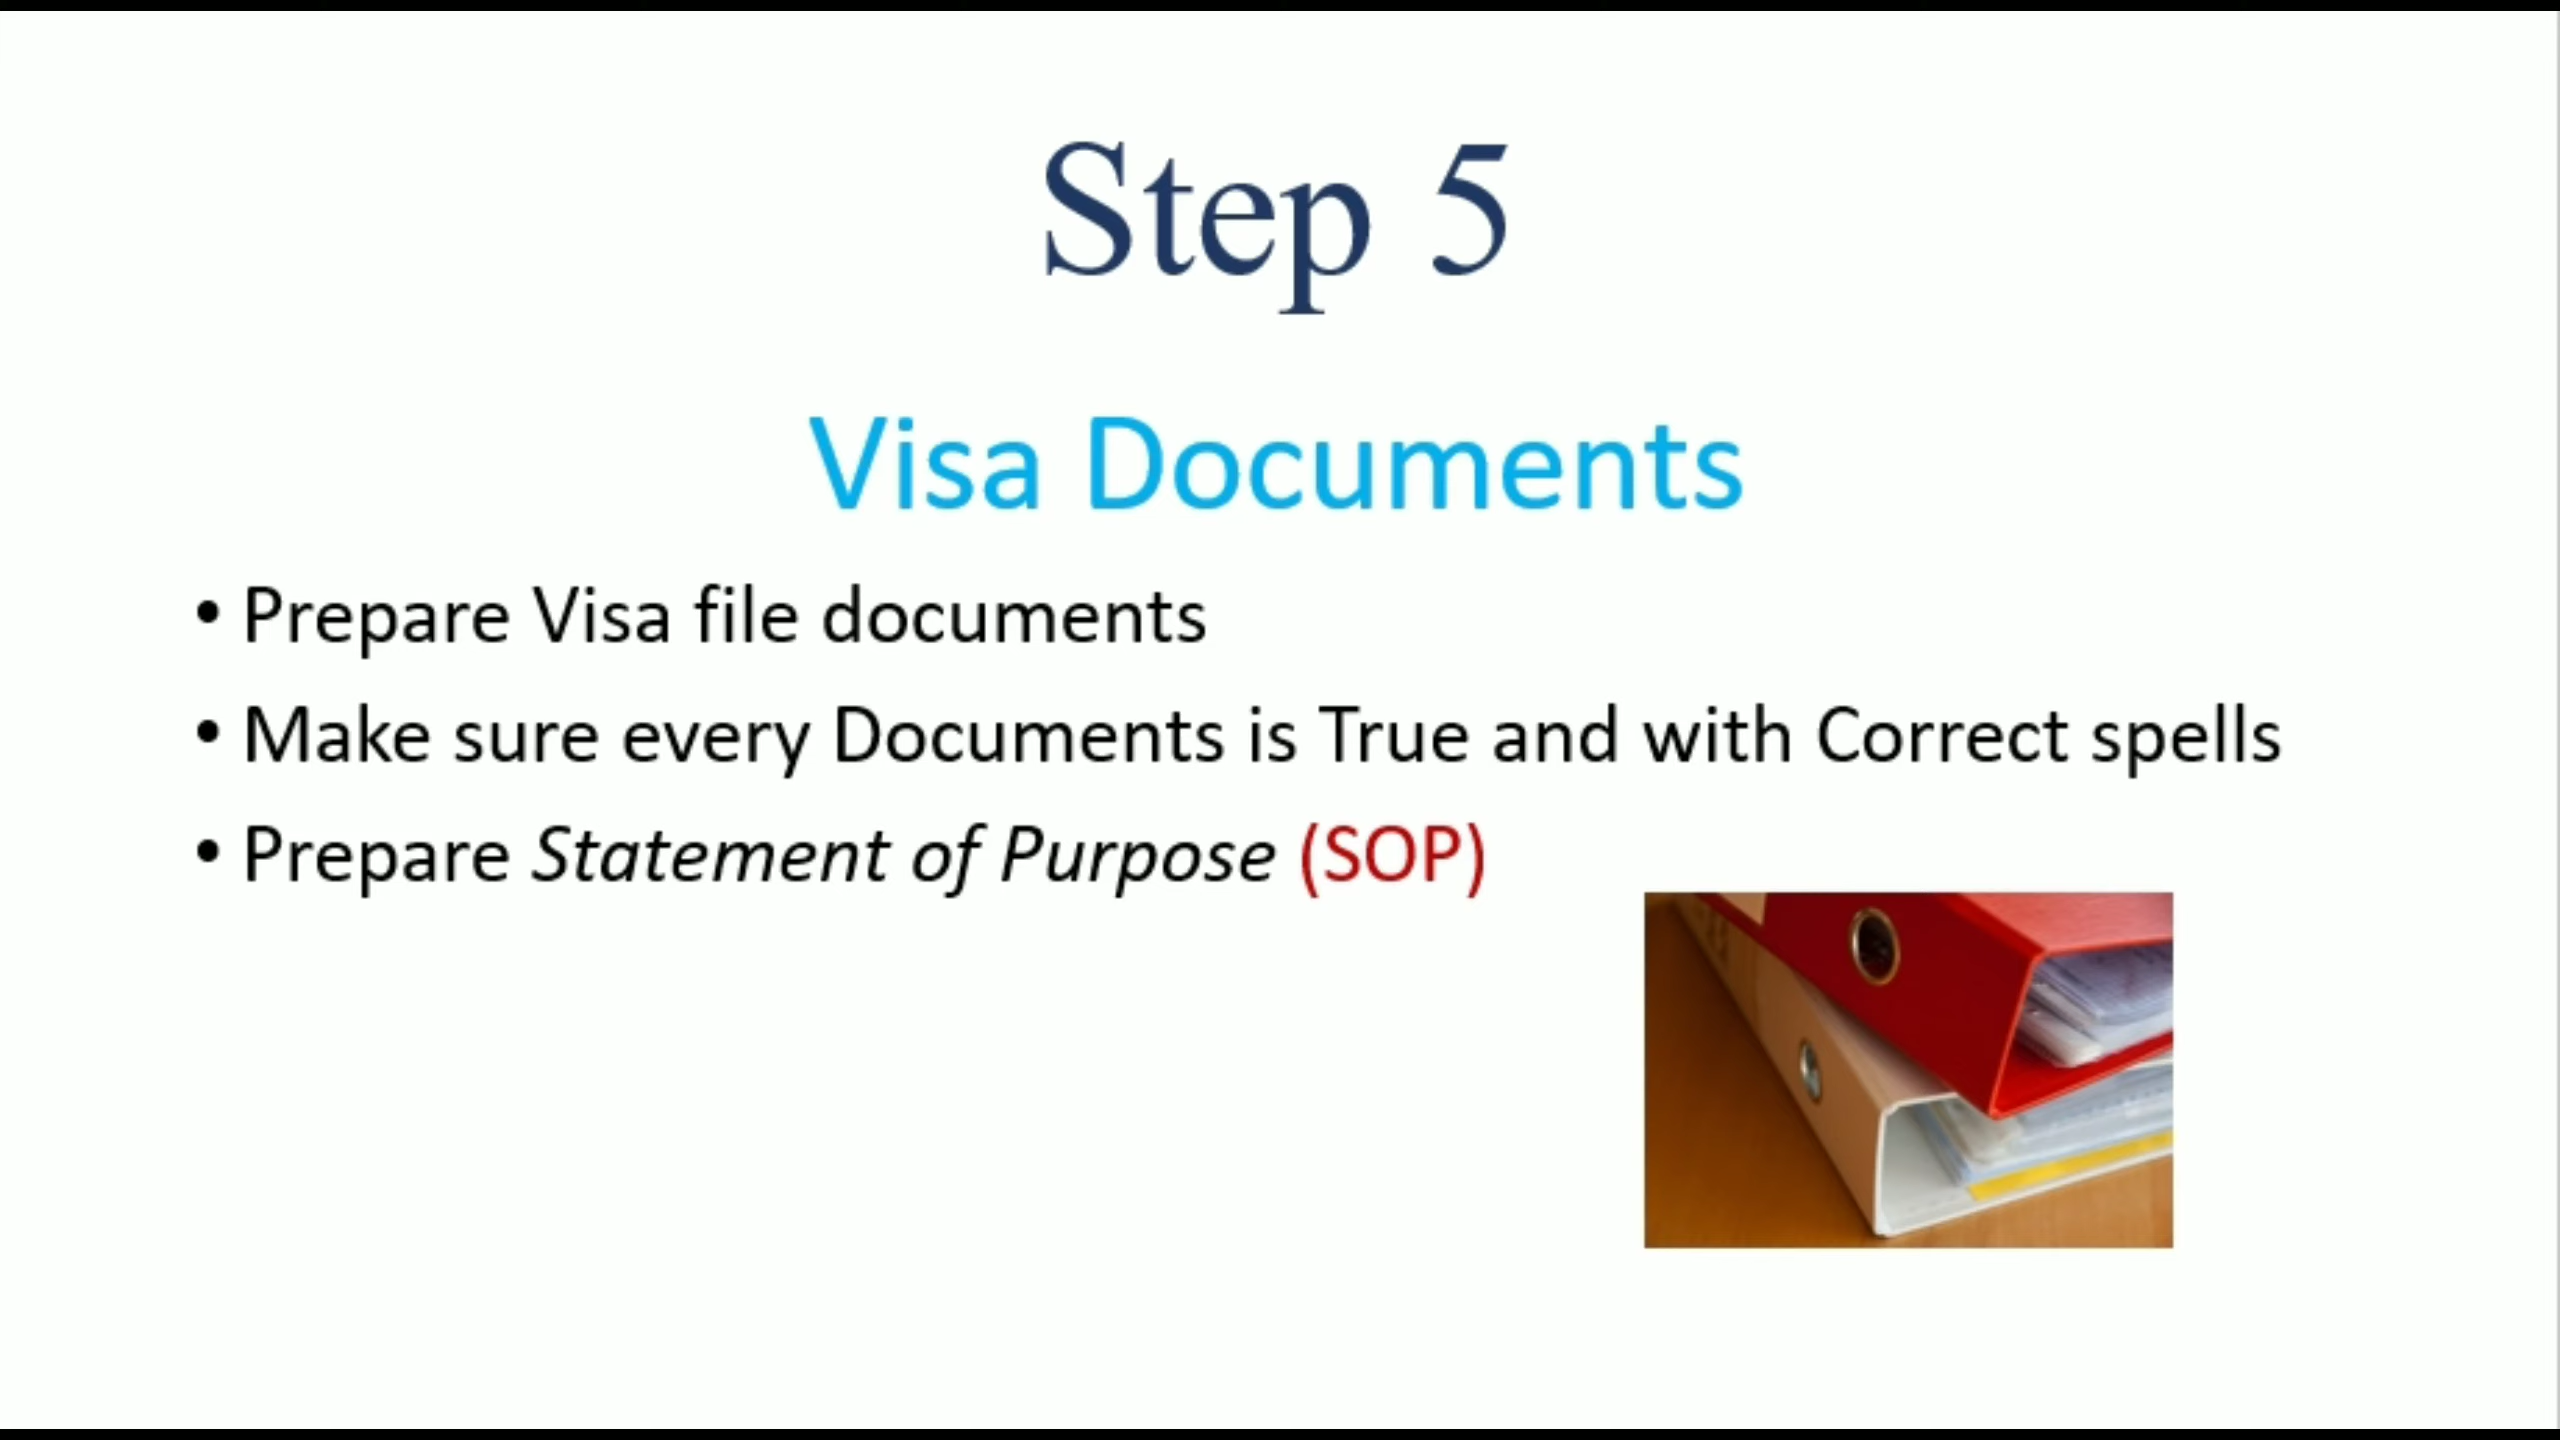 Step 5
Visa Documents
• Prepare Visa file documents
• Make sure every Documents is True and with Correct spells
• Prepare Statement of Purpose (SOP)